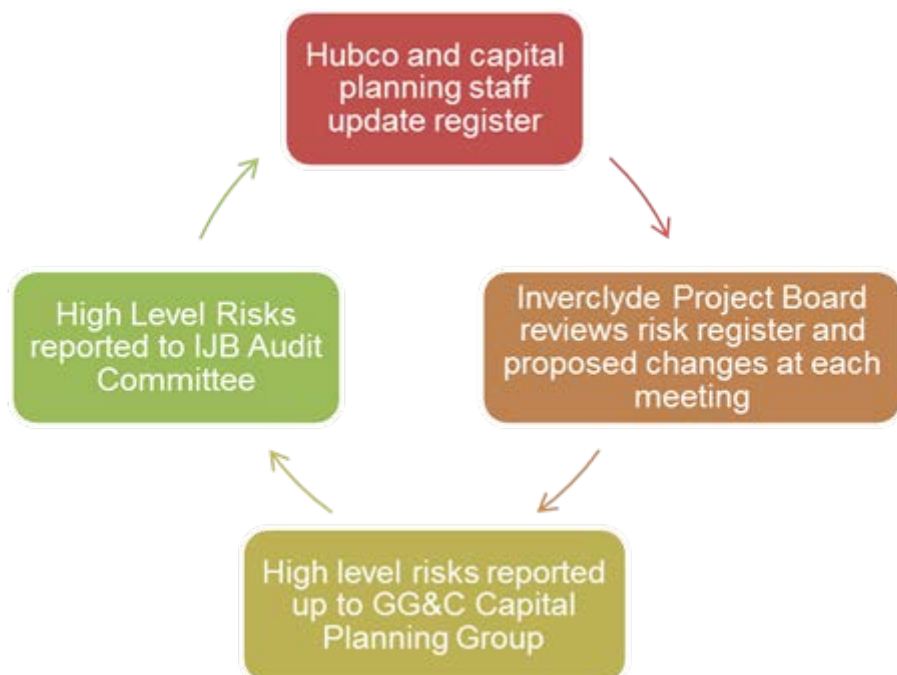 Hubco and capital
planning staff
update register
Inverclyde Project Board
reviews risk register and
proposed changes at each
meeting
High level risks reported
up to GG&C Capital
Planning Group
High Level Risks
reported to IJB Audit
Committee